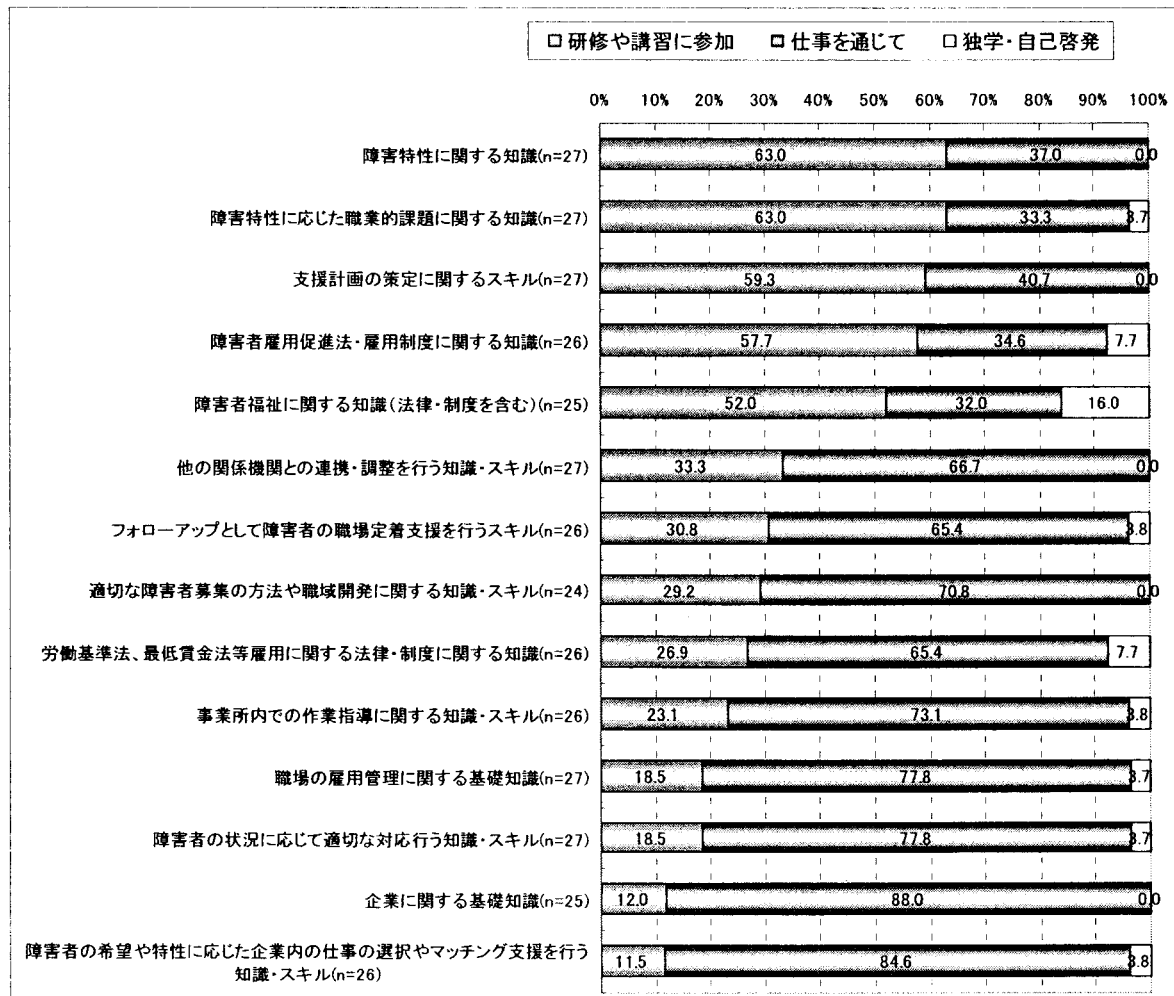 □研修や講習に参加 □仕事を通じて □独学・自己啓発
0% 10% 20% 30% 40% 50% 60% 70% 80% 90% 100%
障害特性に関する知識(n=27) 63.0 37.0 0.0
障害特性に応じた職業的課題に関する知識(n=27) 63.0 33.3 3.7
支援計画の策定に関するスキル(n=27) 59.3 40.7 0.0
障害者雇用促進法・雇用制度に関する知識(n=26) 57.7 34.6 7.7
障害者福祉に関する知識(法律・制度を含む)(n=25) 52.0 32.0 16.0
他の関係機関との連携・調整を行う知識・スキル(n=27) 33.3 66.7 0.0
フォローアップとして障害者の職場定着支援を行うスキル(n=26) 30.8 65.4 3.8
適切な障害者募集の方法や職域開発に関する知識・スキル(n=24) 29.2 70.8 0.0
労働基準法、最低賃金法等雇用に関する法律・制度に関する知識(n=26) 26.9 65.4 7.7
事業所内での作業指導に関する知識・スキル(n=26) 23.1 73.1 3.8
職場の雇用管理に関する基礎知識(n=27) 18.5 77.8 3.7
障害者の状況に応じて適切な対応行う知識・スキル(n=27) 18.5 77.8 3.7
企業に関する基礎知識(n=25) 12.0 88.0 0.0
障害者の希望や特性に応じた企業内の仕事の選択やマッチング支援を行う
知識・スキル(n=26) 11.5 84.6 3.8